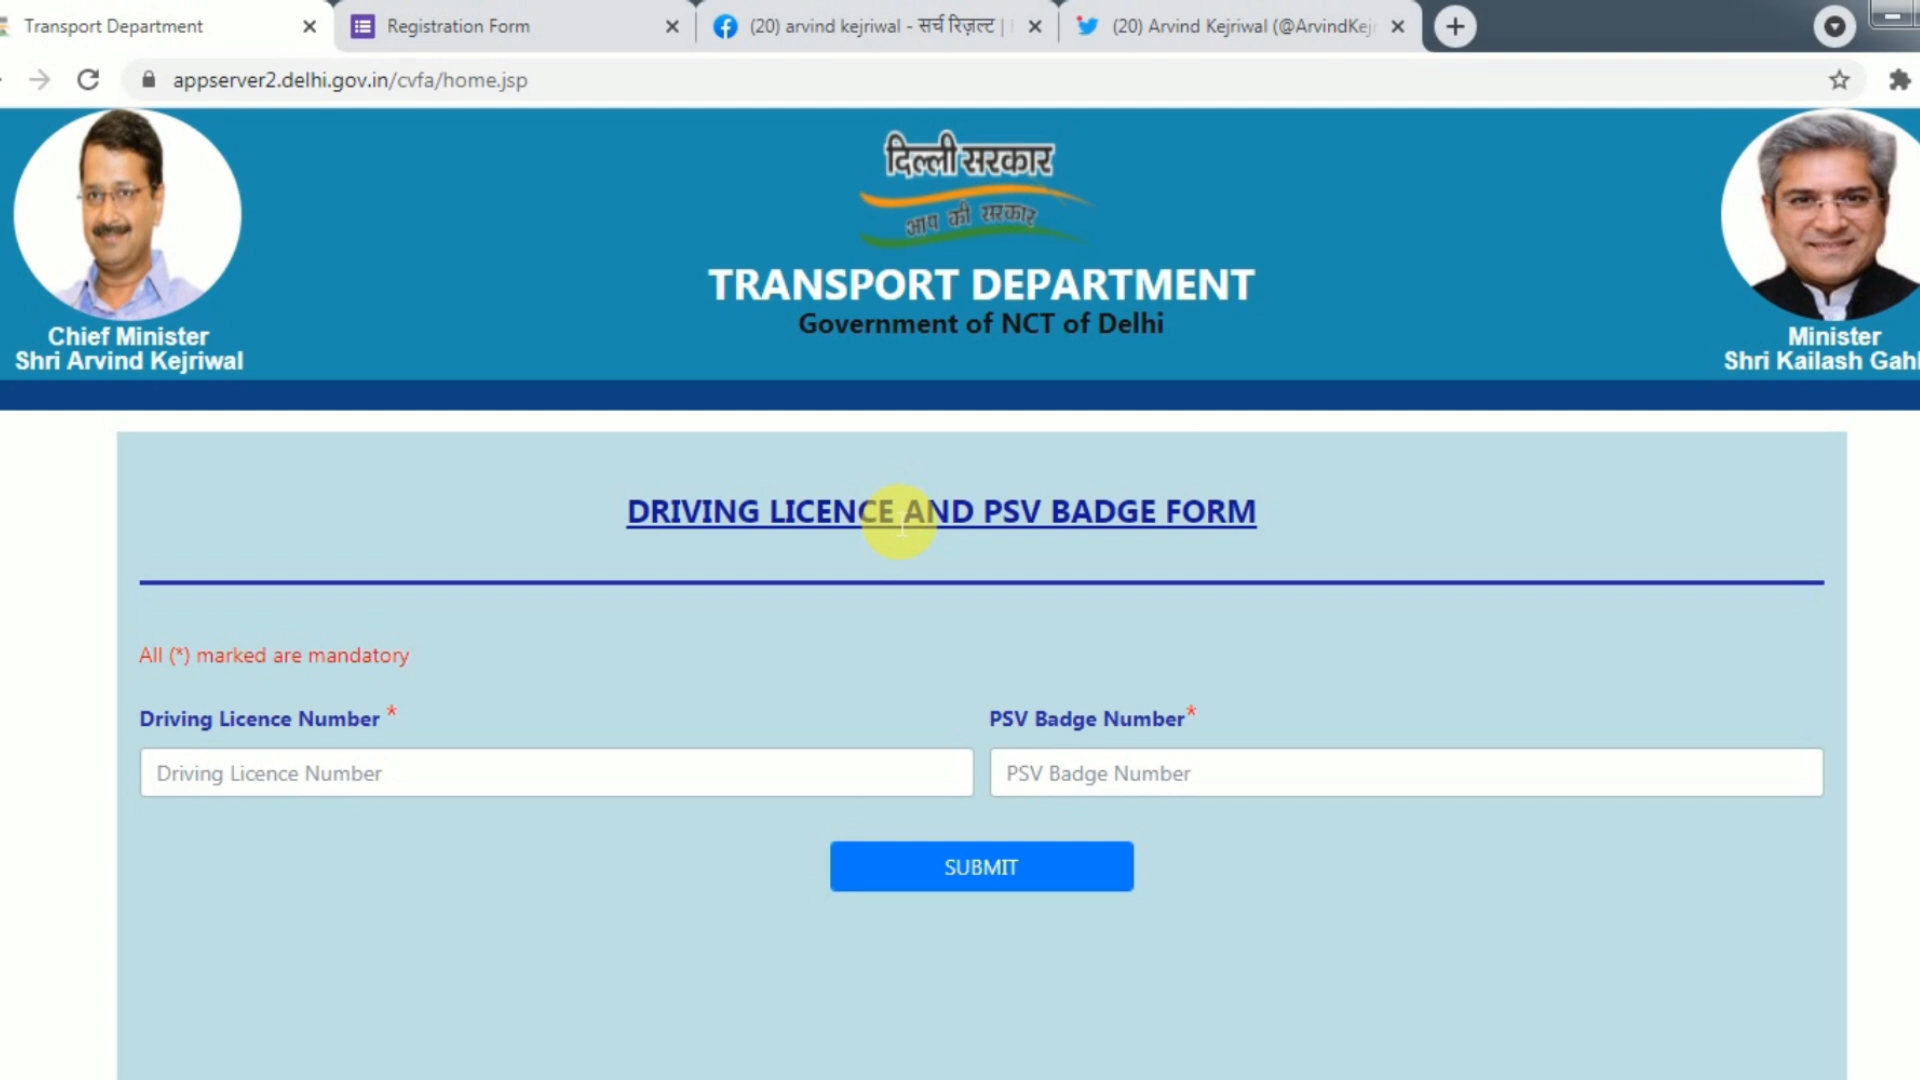 Transport Department
Registration Form
(20) arvind kejriwal - सर्च रिज़ल्ट |
(20) Arvind Kejriwal (@ArvindKej
appserver2.delhi.gov.in/cvfa/home.jsp
दिल्ली सरकार
आप की सरकार
TRANSPORT DEPARTMENT
Government of NCT of Delhi
Chief Minister
Shri Arvind Kejriwal
Minister
Shri Kailash Gahl
DRIVING LICENCE AND PSV BADGE FORM
All (*) marked are mandatory
Driving Licence Number *
PSV Badge Number*
Driving Licence Number
PSV Badge Number
SUBMIT